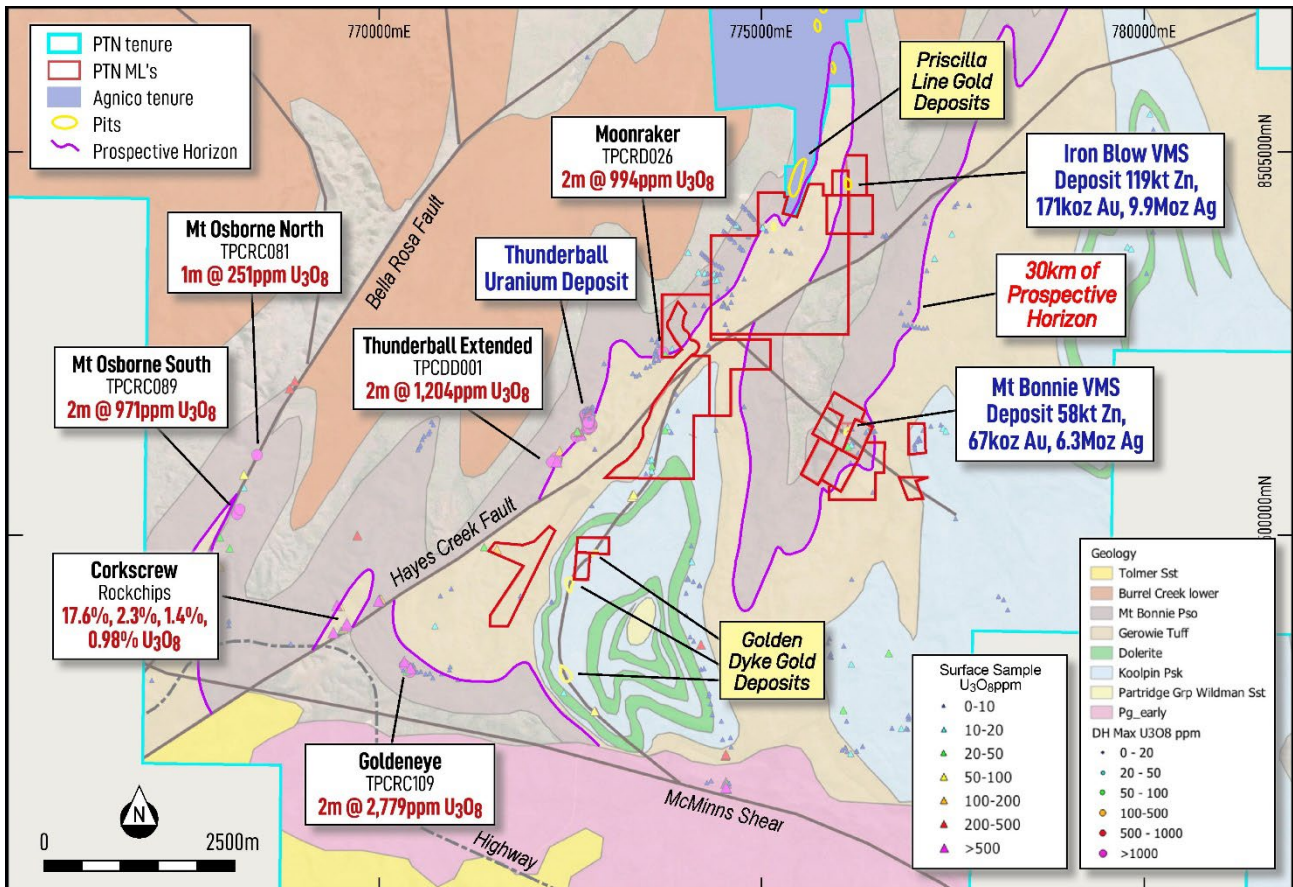 770000mE
775000mE
780000mE
PTN tenure
PTN ML's
Agnico tenure
Pits
Prospective Horizon
Priscilla
Line Gold
Deposits
8505000mN
Moonraker
TPCRD026
2m @ 994ppm U₃O₈
Iron Blow VMS
Deposit 119kt Zn,
171koz Au, 9.9Moz Ag
Mt Osborne North
TPCRC081
1m @ 251ppm U₃O₈
Bella Rosa Fault
Thunderball
Uranium Deposit
30km of
Prospective
Horizon
Thunderball Extended
TPCDD001
2m @ 1,204ppm U₃O₈
Mt Osborne South
TPCRC089
2m @ 971ppm U₃O₈
Mt Bonnie VMS
Deposit 58kt Zn,
67koz Au, 6.3Moz Ag
Hayes Creek Fault
00000mN
Corkscrew
Rockchips
17.6%, 2.3%, 1.4%,
0.98% U₃O₈
Golden
Dyke Gold
Deposits
Goldeneye
TPCRC109
2m @ 2,779ppm U₃O₈
McMinns Shear
Highway
N
0
2500m
Surface Sample
U₃O₈ppm
0-10
10-20
20-50
50-100
100-200
200-500
>500
Geology
Tolmer Sst
Burrel Creek lower
Mt Bonnie Pso
Gerowie Tuff
Dolerite
Koolpin Psk
Partridge Grp Wildman Sst
Pg_early
DH Max U3O8 ppm
0 - 20
20 - 50
50 - 100
100-500
500 - 1000
>1000